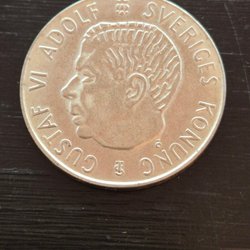 GUSTAF VI ADOLF SVERIGES KONUNG